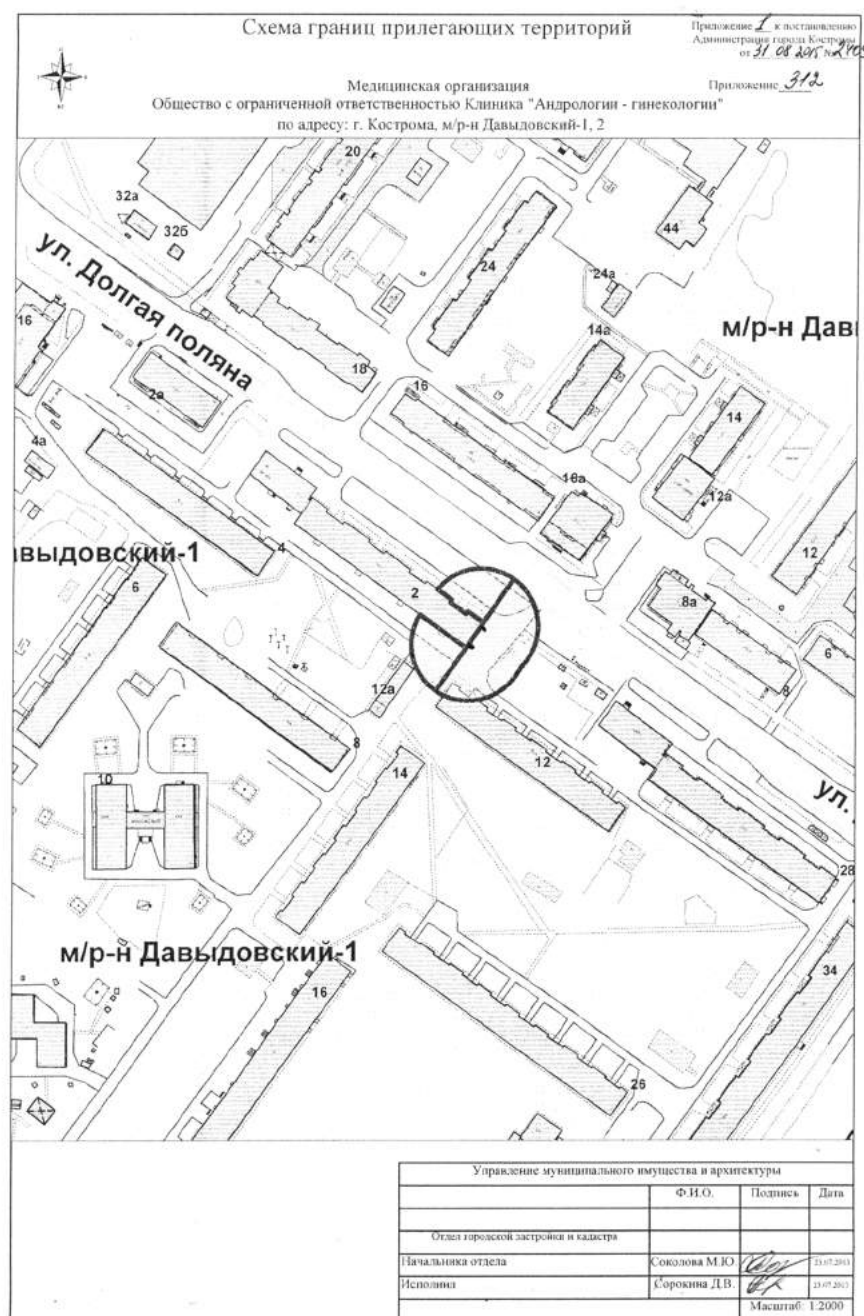 Схема границ прилегающих территорий
Приложение 1 к постановлению
Администрации города Костромы
от 31.08.2015 №
Приложение 312
Медицинская организация
Общество с ограниченной ответственностью Клиника "Андрологии - гинекологии"
по адресу: г. Кострома, м/р-н Давыдовский-1, 2
20
32а
32б
44
24
24а
ул. Долгая поляна
16
м/р-н Дав
14а
18
2а
16
14
4а
10а
12а
4
12
авыдовский-1
6
2
8а
6
8
12а
8
14
12
10
ул.
28
м/р-н Давыдовский-1
16
34
26
Управление муниципального имущества и архитектуры
Ф.И.О. Подпись Дата
Отдел городской застройки и кадастра
Начальника отдела Соколова М.Ю.
Исполнил Сорокина Д.В.
Масштаб: 1:2000